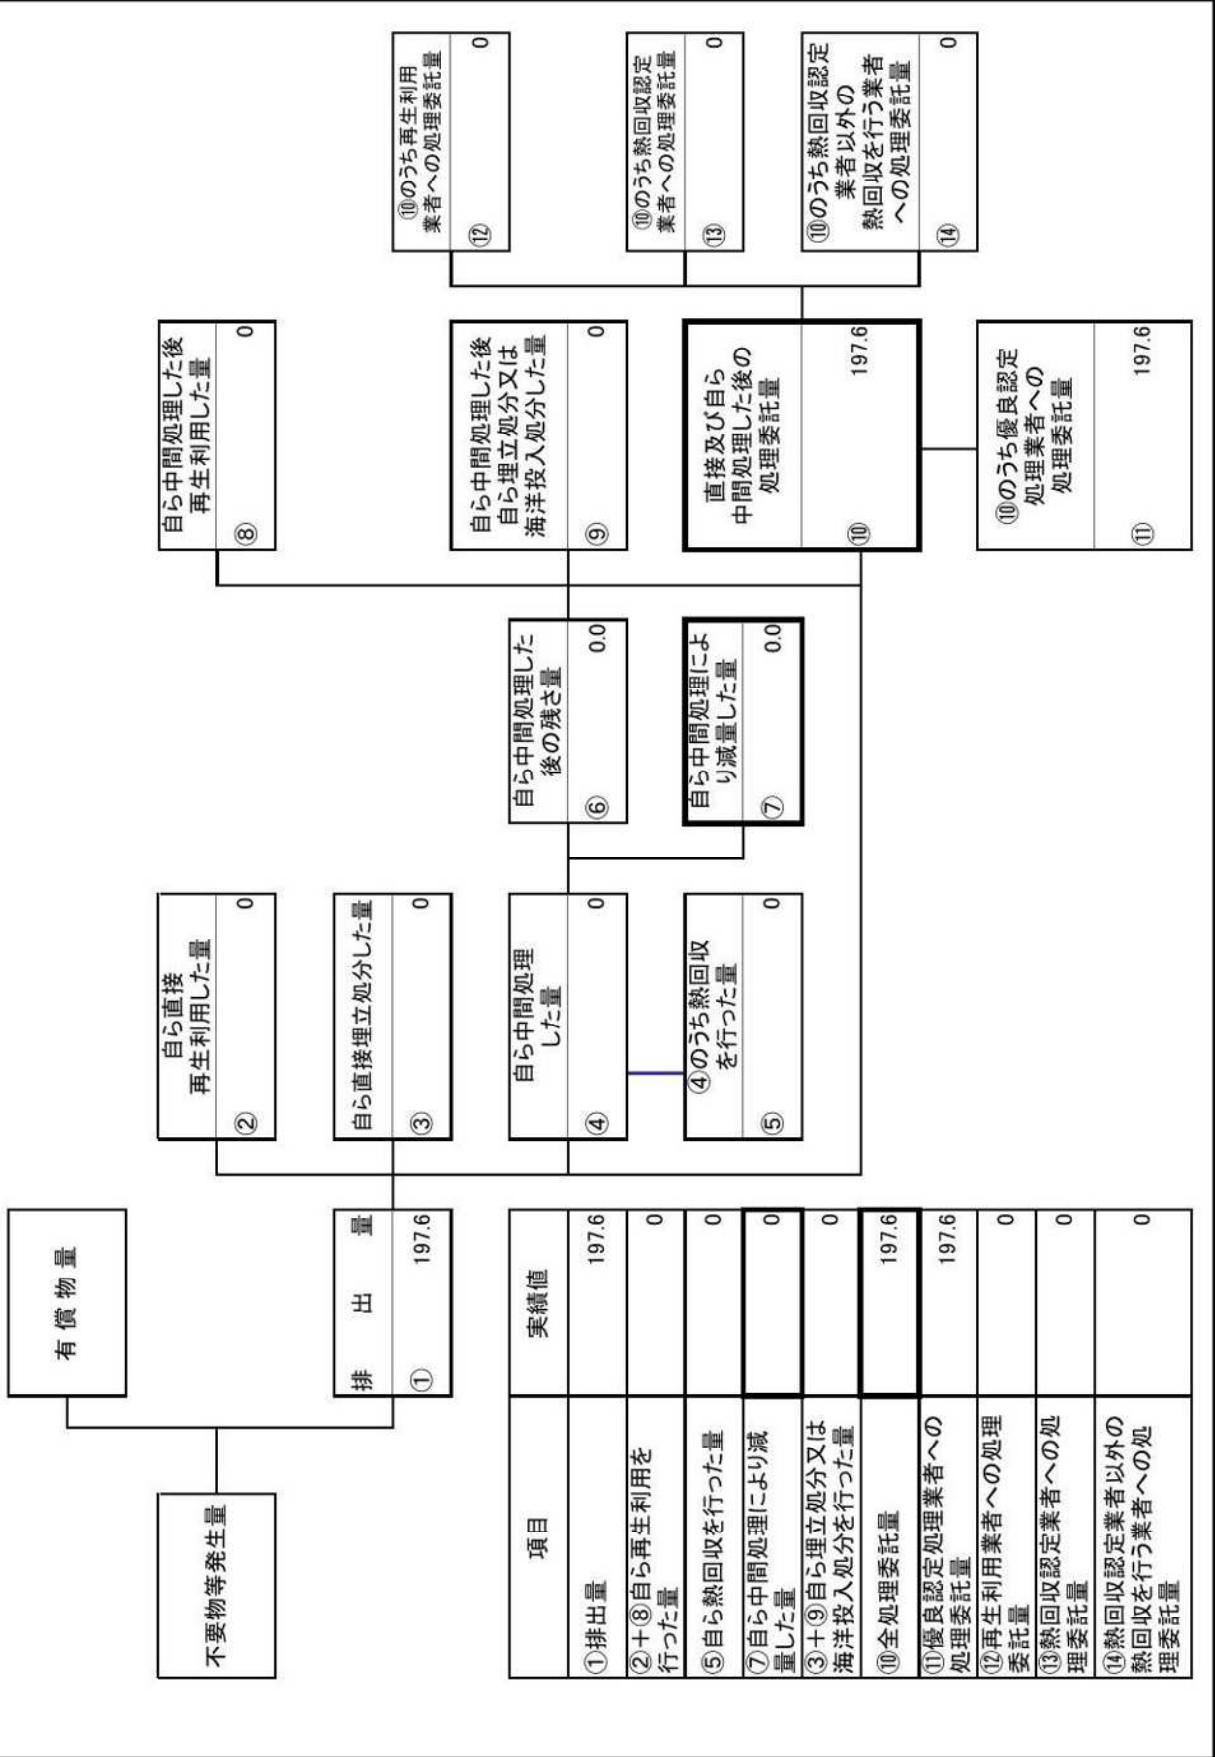 不要物等発生量
有償物量
排出量
① 197.6
自ら直接
再生利用した量
② 0
自ら直接埋立処分した量
③ 0
自ら中間処理
した量
④ 0
④のうち熱回収
を行った量
⑤ 0
自ら中間処理した
後の残さ量
⑥ 0.0
自ら中間処理によ
り減量した量
⑦ 0.0
自ら中間処理した後
再生利用した量
⑧ 0
自ら中間処理した後
自ら埋立処分又は
海洋投入処分した量
⑨ 0
直接及び自ら
中間処理した後の
処理委託量
⑩ 197.6
⑩のうち優良認定
処理業者への
処理委託量
⑪ 197.6
⑩のうち再生利用
業者への処理委託量
⑫ 0
⑩のうち熱回収認定
業者への処理委託量
⑬ 0
⑩のうち熱回収認定
業者以外の
熱回収を行う業者
への処理委託量
⑭ 0
項目 実績値
①排出量 197.6
②+⑧自ら再生利用を
行った量 0
⑤自ら熱回収を行った量 0
⑦自ら中間処理により減
量した量 0
③+⑨自ら埋立処分又は
海洋投入処分を行った量 0
⑩全処理委託量 197.6
⑪優良認定処理業者への
処理委託量 197.6
⑫再生利用業者への処理
委託量 0
⑬熱回収認定業者への処
理委託量 0
⑭熱回収認定業者以外の
熱回収を行う業者への処
理委託量 0